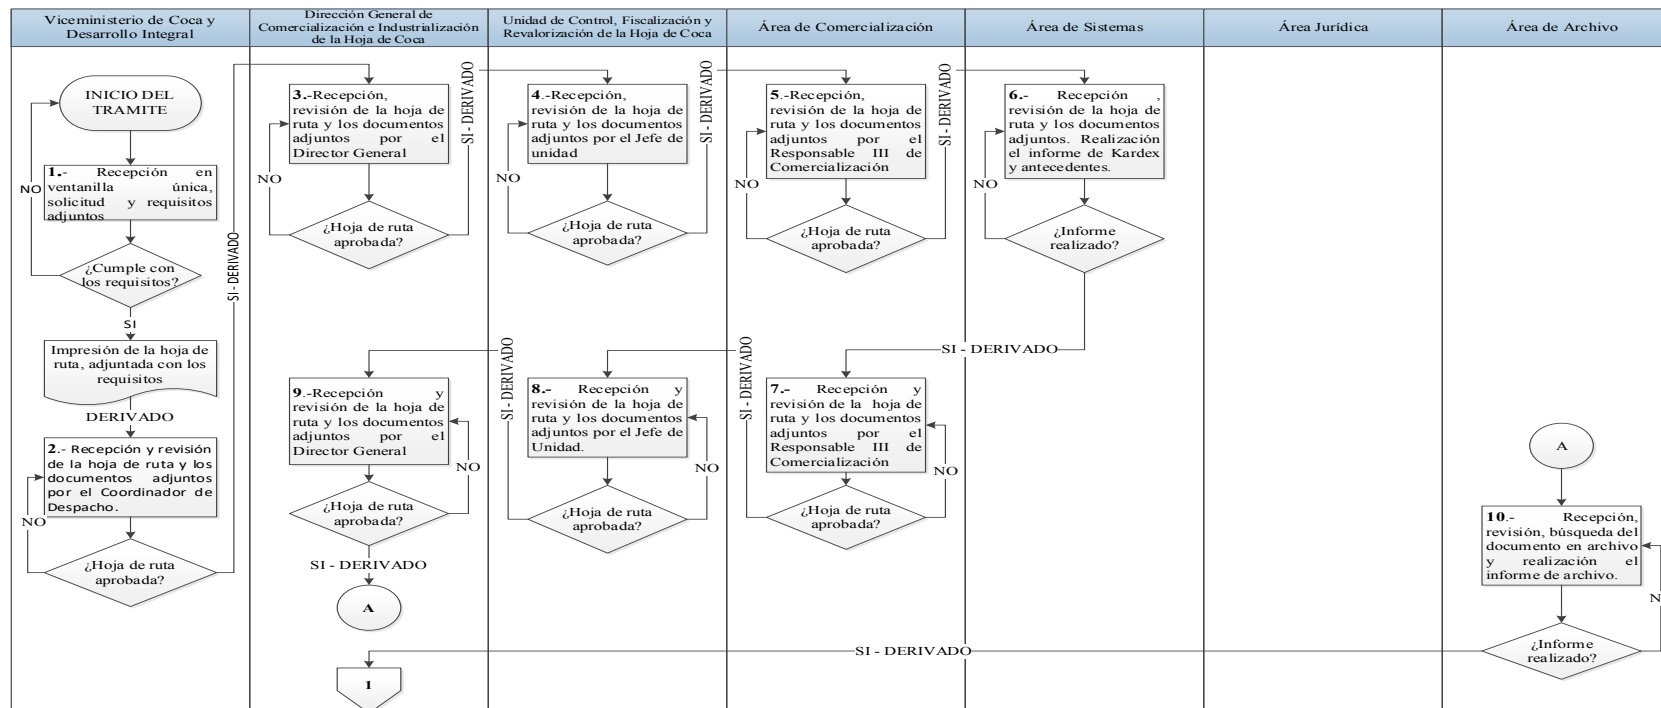 Viceministerio de Coca y
Desarrollo Integral
Dirección General de
Comercialización e Industrialización
de la Hoja de Coca
Unidad de Control, Fiscalización y
Revalorización de la Hoja de Coca
Área de Comercialización
Área de Sistemas
Área Jurídica
Área de Archivo
INICIO DEL
TRAMITE
1.- Recepción en
ventanilla única,
solicitud y requisitos
adjuntos
NO
¿Cumple con
los requisitos?
SI
Impresión de la hoja de
ruta, adjuntada con los
requisitos
DERIVADO
2.- Recepción y revisión
de la hoja de ruta y los
documentos adjuntos
por el Coordinador de
Despacho.
NO
¿Hoja de ruta
aprobada?
SI - DERIVADO
3.-Recepción,
revisión de la hoja de
ruta y los documentos
adjuntos por el
Director General
NO
¿Hoja de ruta
aprobada?
SI - DERIVADO
4.-Recepción,
revisión de la hoja de
ruta y los documentos
adjuntos por el Jefe de
unidad
NO
¿Hoja de ruta
aprobada?
SI - DERIVADO
5.-Recepción,
revisión de la hoja de
ruta y los documentos
adjuntos por el
Responsable III de
Comercialización
NO
¿Hoja de ruta
aprobada?
SI - DERIVADO
6.- Recepción ,
revisión de la hoja de
ruta y los documentos
adjuntos. Realización
el informe de Kardex
y antecedentes.
NO
¿Informe
realizado?
SI - DERIVADO
7.- Recepción y
revisión de la hoja de
ruta y los documentos
adjuntos por el
Responsable III de
Comercialización
NO
¿Hoja de ruta
aprobada?
SI - DERIVADO
8.- Recepción y
revisión de la hoja de
ruta y los documentos
adjuntos por el Jefe de
Unidad.
NO
¿Hoja de ruta
aprobada?
SI - DERIVADO
9.-Recepción y
revisión de la hoja de
ruta y los documentos
adjuntos por el
Director General
NO
¿Hoja de ruta
aprobada?
SI - DERIVADO
A
A
10.- Recepción,
revisión, búsqueda del
documento en archivo
y realización el
informe de archivo.
N
¿Informe
realizado?
SI - DERIVADO
1